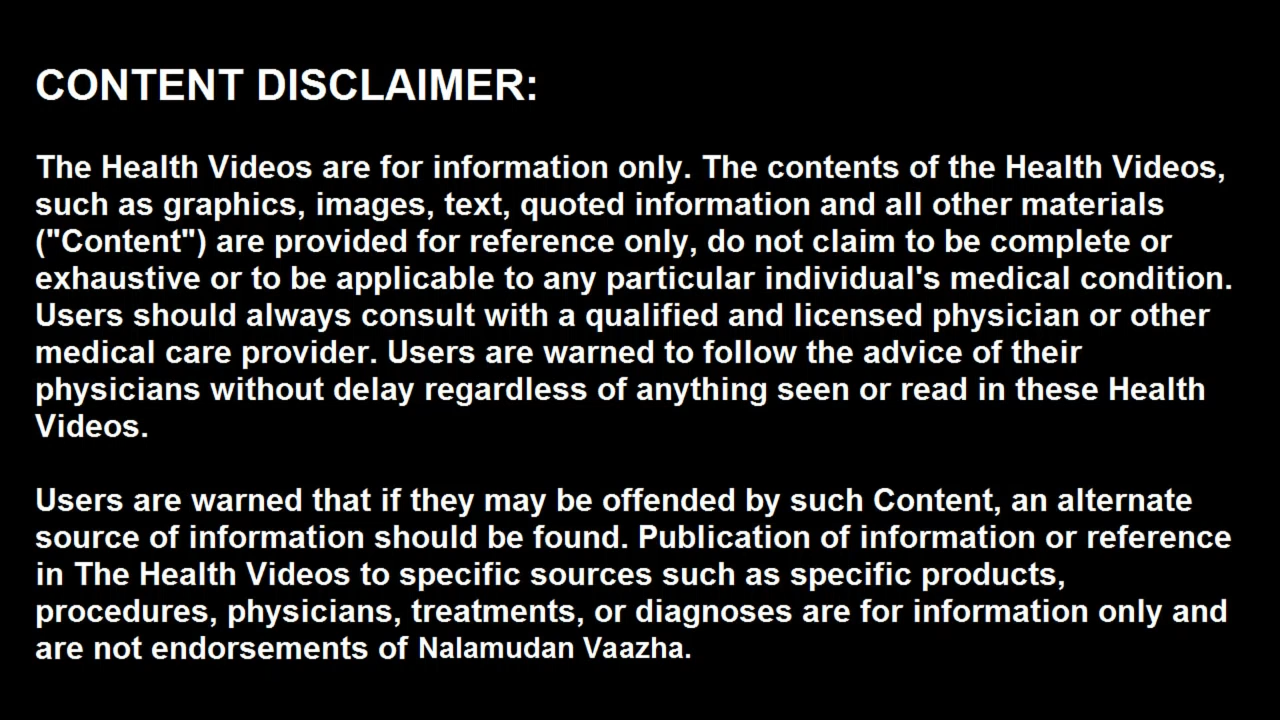 CONTENT DISCLAIMER:
The Health Videos are for information only. The contents of the Health Videos,
such as graphics, images, text, quoted information and all other materials
("Content") are provided for reference only, do not claim to be complete or
exhaustive or to be applicable to any particular individual's medical condition.
Users should always consult with a qualified and licensed physician or other
medical care provider. Users are warned to follow the advice of their
physicians without delay regardless of anything seen or read in these Health
Videos.
Users are warned that if they may be offended by such Content, an alternate
source of information should be found. Publication of information or reference
in The Health Videos to specific sources such as specific products,
procedures, physicians, treatments, or diagnoses are for information only and
are not endorsements of Nalamudan Vaazha.